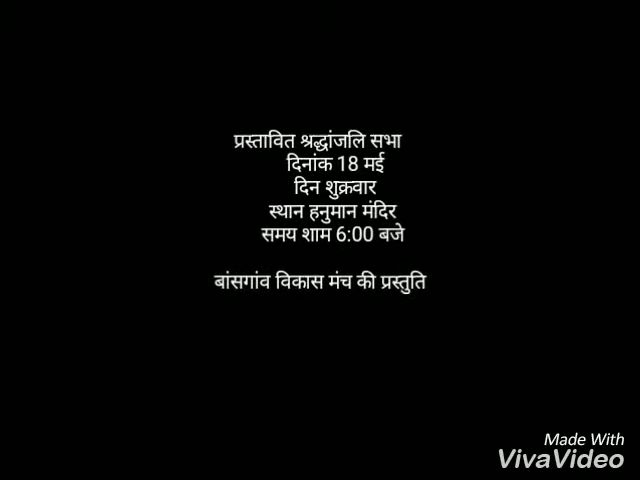 प्रस्तावित श्रद्धांजलि सभा
दिनांक 18 मई
दिन शुक्रवार
स्थान हनुमान मंदिर
समय शाम 6:00 बजे
बांसगांव विकास मंच की प्रस्तुति
Made With
VivaVideo